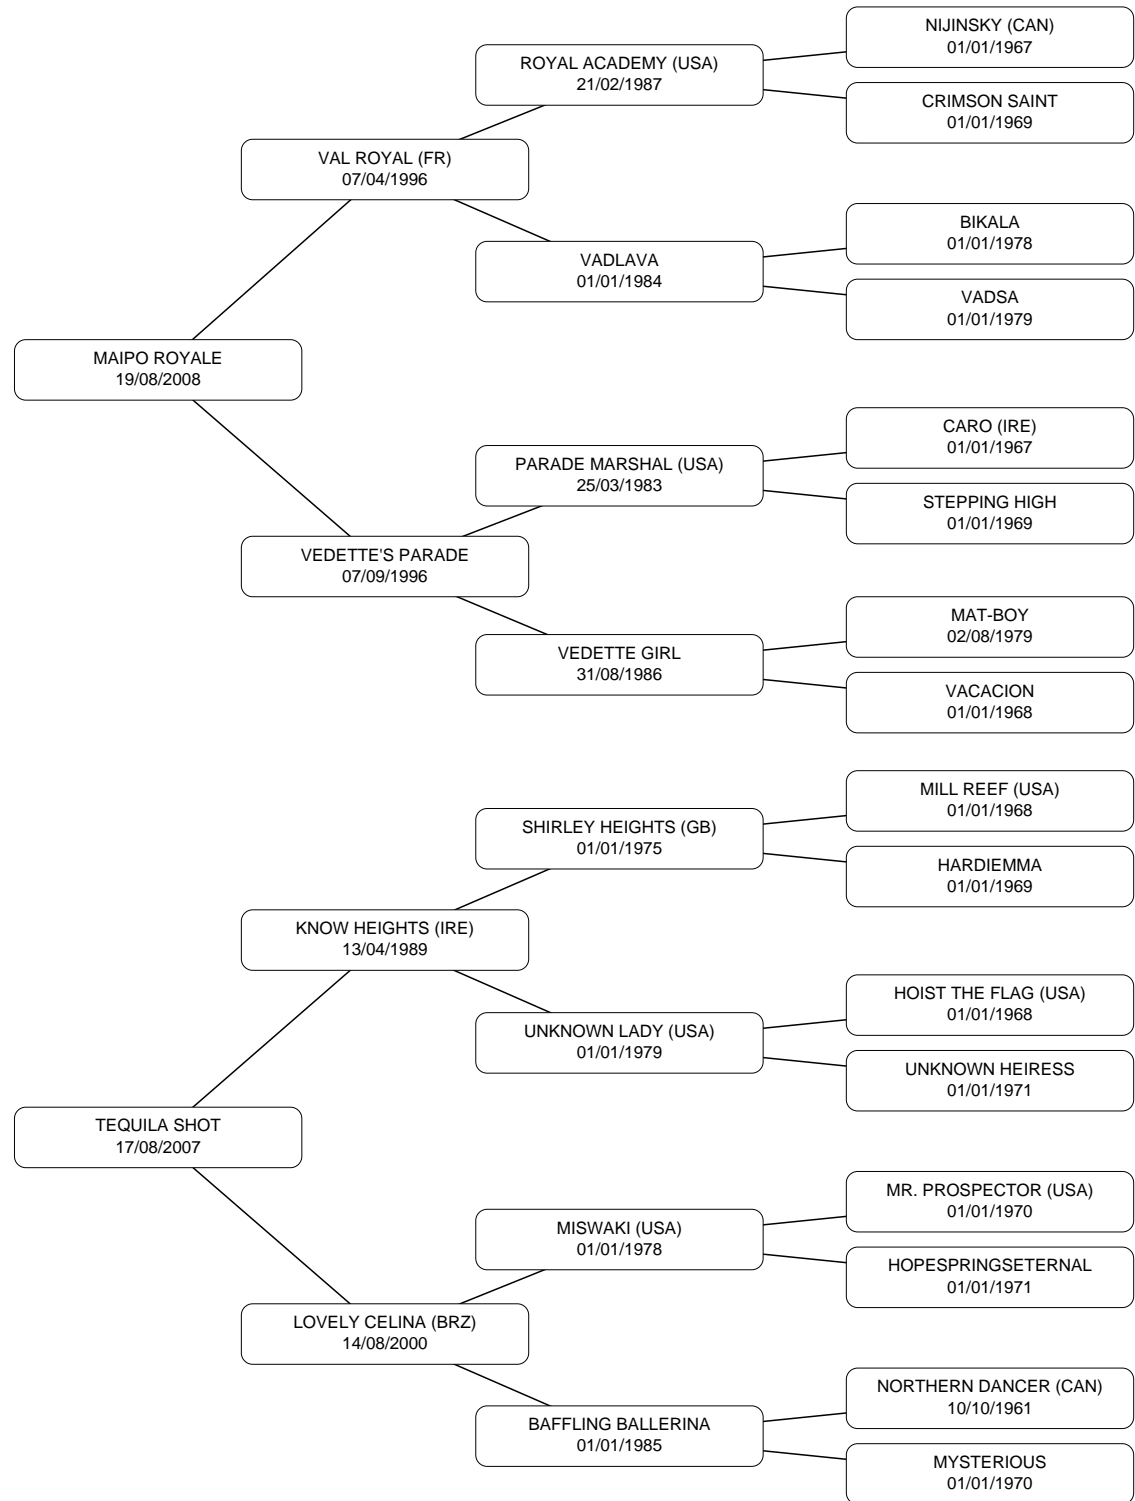 NIJINSKY (CAN)
01/01/1967
ROYAL ACADEMY (USA)
21/02/1987
CRIMSON SAINT
01/01/1969
VAL ROYAL (FR)
07/04/1996
BIKALA
01/01/1978
VADLAVA
01/01/1984
VADSA
01/01/1979
MAIPO ROYALE
19/08/2008
CARO (IRE)
01/01/1967
PARADE MARSHAL (USA)
25/03/1983
STEPPING HIGH
01/01/1969
VEDETTE'S PARADE
07/09/1996
MAT-BOY
02/08/1979
VEDETTE GIRL
31/08/1986
VACACION
01/01/1968
MILL REEF (USA)
01/01/1968
SHIRLEY HEIGHTS (GB)
01/01/1975
HARDIEMMA
01/01/1969
KNOW HEIGHTS (IRE)
13/04/1989
HOIST THE FLAG (USA)
01/01/1968
UNKNOWN LADY (USA)
01/01/1979
UNKNOWN HEIRESS
01/01/1971
TEQUILA SHOT
17/08/2007
MR. PROSPECTOR (USA)
01/01/1970
MISWAKI (USA)
01/01/1978
HOPESPRINGSETERNAL
01/01/1971
LOVELY CELINA (BRZ)
14/08/2000
NORTHERN DANCER (CAN)
10/10/1961
BAFFLING BALLERINA
01/01/1985
MYSTERIOUS
01/01/1970